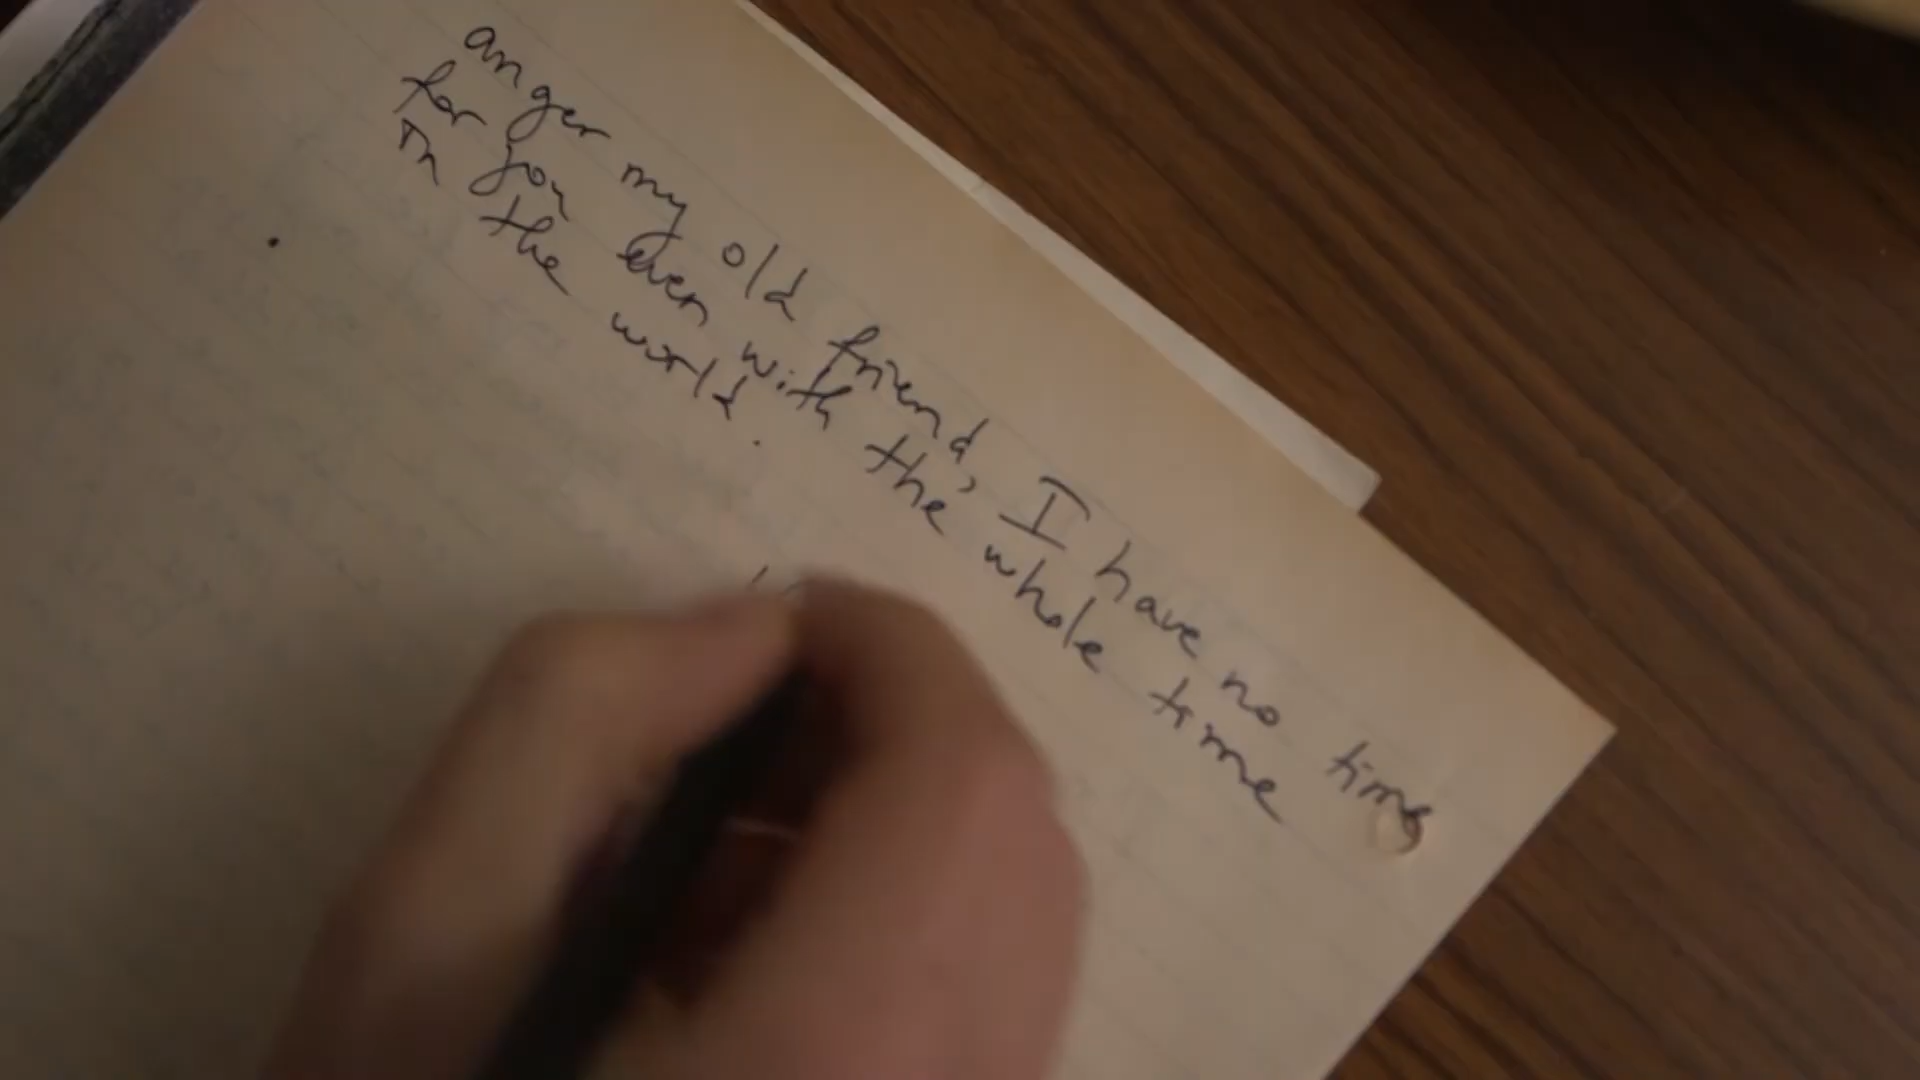 anger my old friend, I have no time
for you even with the whole time
in the world.